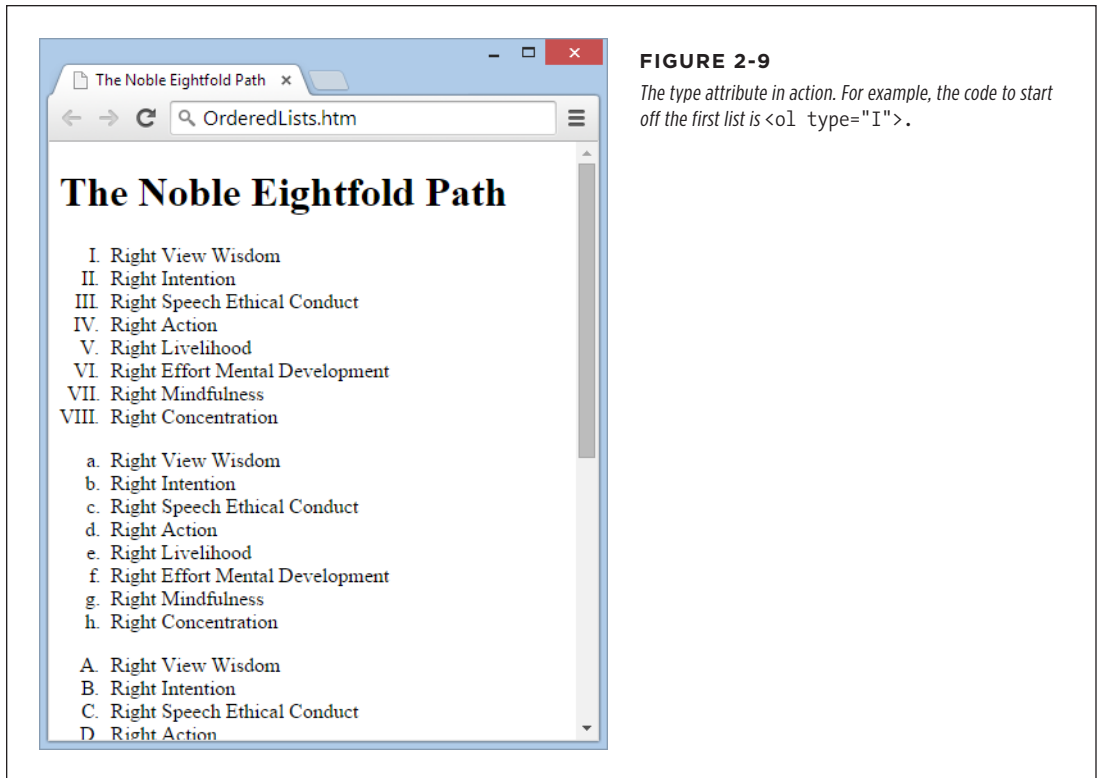 The Noble Eightfold Path
OrderedLists.htm
The Noble Eightfold Path
I. Right View Wisdom
II. Right Intention
III. Right Speech Ethical Conduct
IV. Right Action
V. Right Livelihood
VI. Right Effort Mental Development
VII. Right Mindfulness
VIII. Right Concentration
a. Right View Wisdom
b. Right Intention
c. Right Speech Ethical Conduct
d. Right Action
e. Right Livelihood
f. Right Effort Mental Development
g. Right Mindfulness
h. Right Concentration
A. Right View Wisdom
B. Right Intention
C. Right Speech Ethical Conduct
D. Right Action
FIGURE 2-9
The type attribute in action. For example, the code to start
off the first list is <ol type="I">.